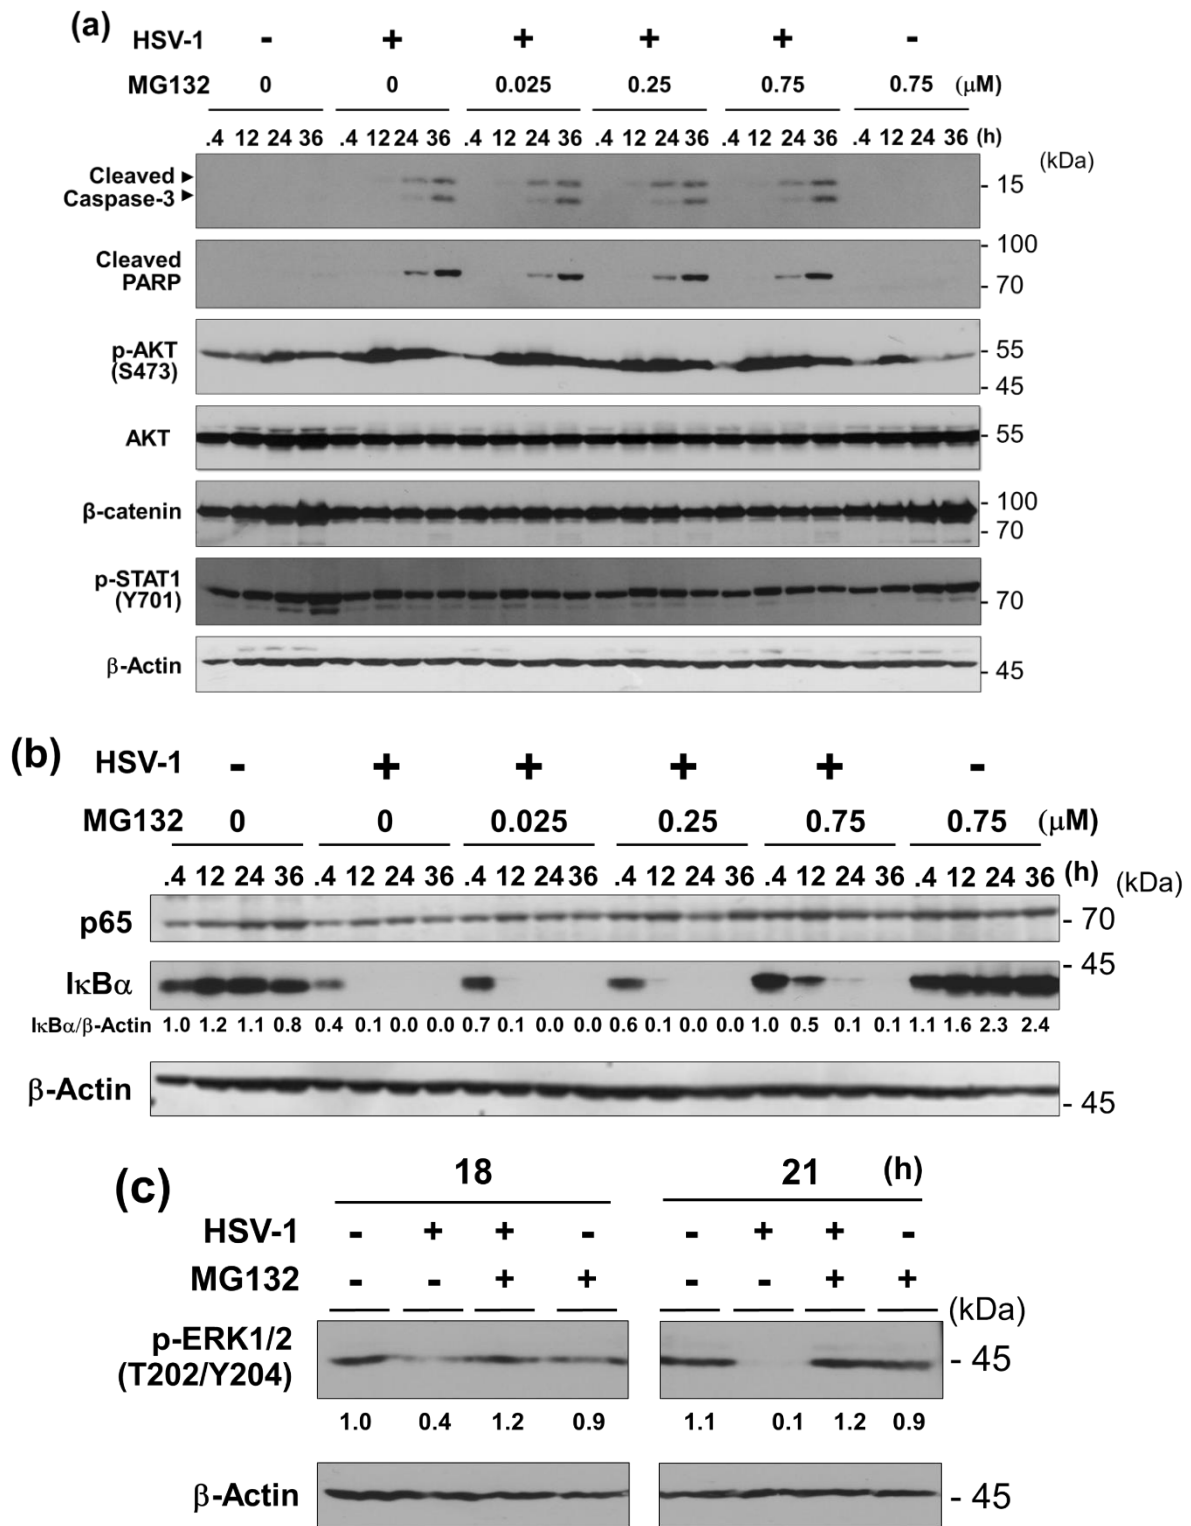 (a)
HSV-1 - + + + + -
MG132 0 0 0.025 0.25 0.75 0.75 (μM)
.4 12 24 36 .4 12 24 36 .4 12 24 36 .4 12 24 36 .4 12 24 36 .4 12 24 36 (h)
(kDa)
Cleaved
Caspase-3
- 15
Cleaved
PARP
- 100
- 70
p-AKT
(S473)
- 55
- 45
AKT
- 55
β-catenin
- 100
- 70
p-STAT1
(Y701)
- 70
β-Actin
- 45
(b)
HSV-1 - + + + + -
MG132 0 0 0.025 0.25 0.75 0.75 (μM)
.4 12 24 36 .4 12 24 36 .4 12 24 36 .4 12 24 36 .4 12 24 36 .4 12 24 36 (h)
(kDa)
p65
- 70
IκBα
- 45
IκBα/β-Actin 1.0 1.2 1.1 0.8 0.4 0.1 0.0 0.0 0.7 0.1 0.0 0.0 0.6 0.1 0.0 0.0 1.0 0.5 0.1 0.1 1.1 1.6 2.3 2.4
β-Actin
- 45
(c)
18 21 (h)
HSV-1 - + + - - + + -
MG132 - - + + - - + +
(kDa)
p-ERK1/2
(T202/Y204)
- 45
1.0 0.4 1.2 0.9 1.1 0.1 1.2 0.9
β-Actin
- 45